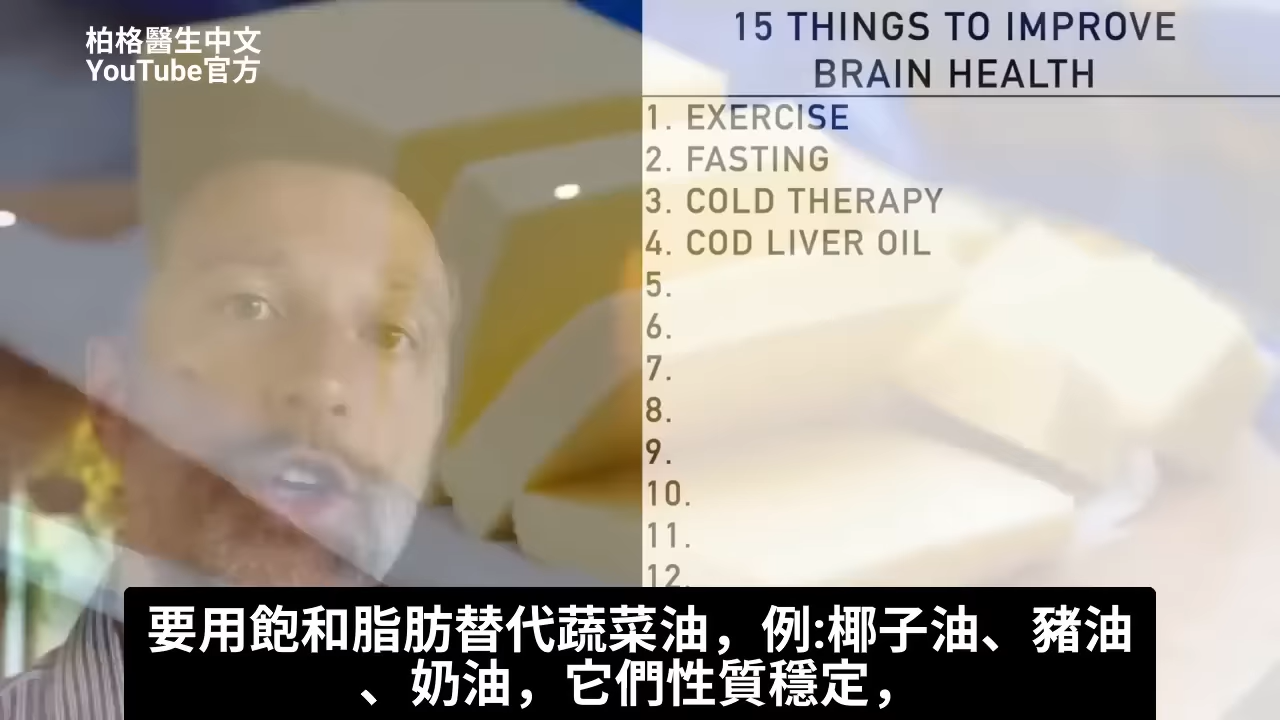 柏格醫生中文
YouTube官方
15 THINGS TO IMPROVE
BRAIN HEALTH
1. EXERCISE
2. FASTING
3. COLD THERAPY
4. COD LIVER OIL
5.
6.
7.
8.
9.
10.
11.
12.
要用飽和脂肪替代蔬菜油，例:椰子油、豬油
、奶油，它們性質穩定，